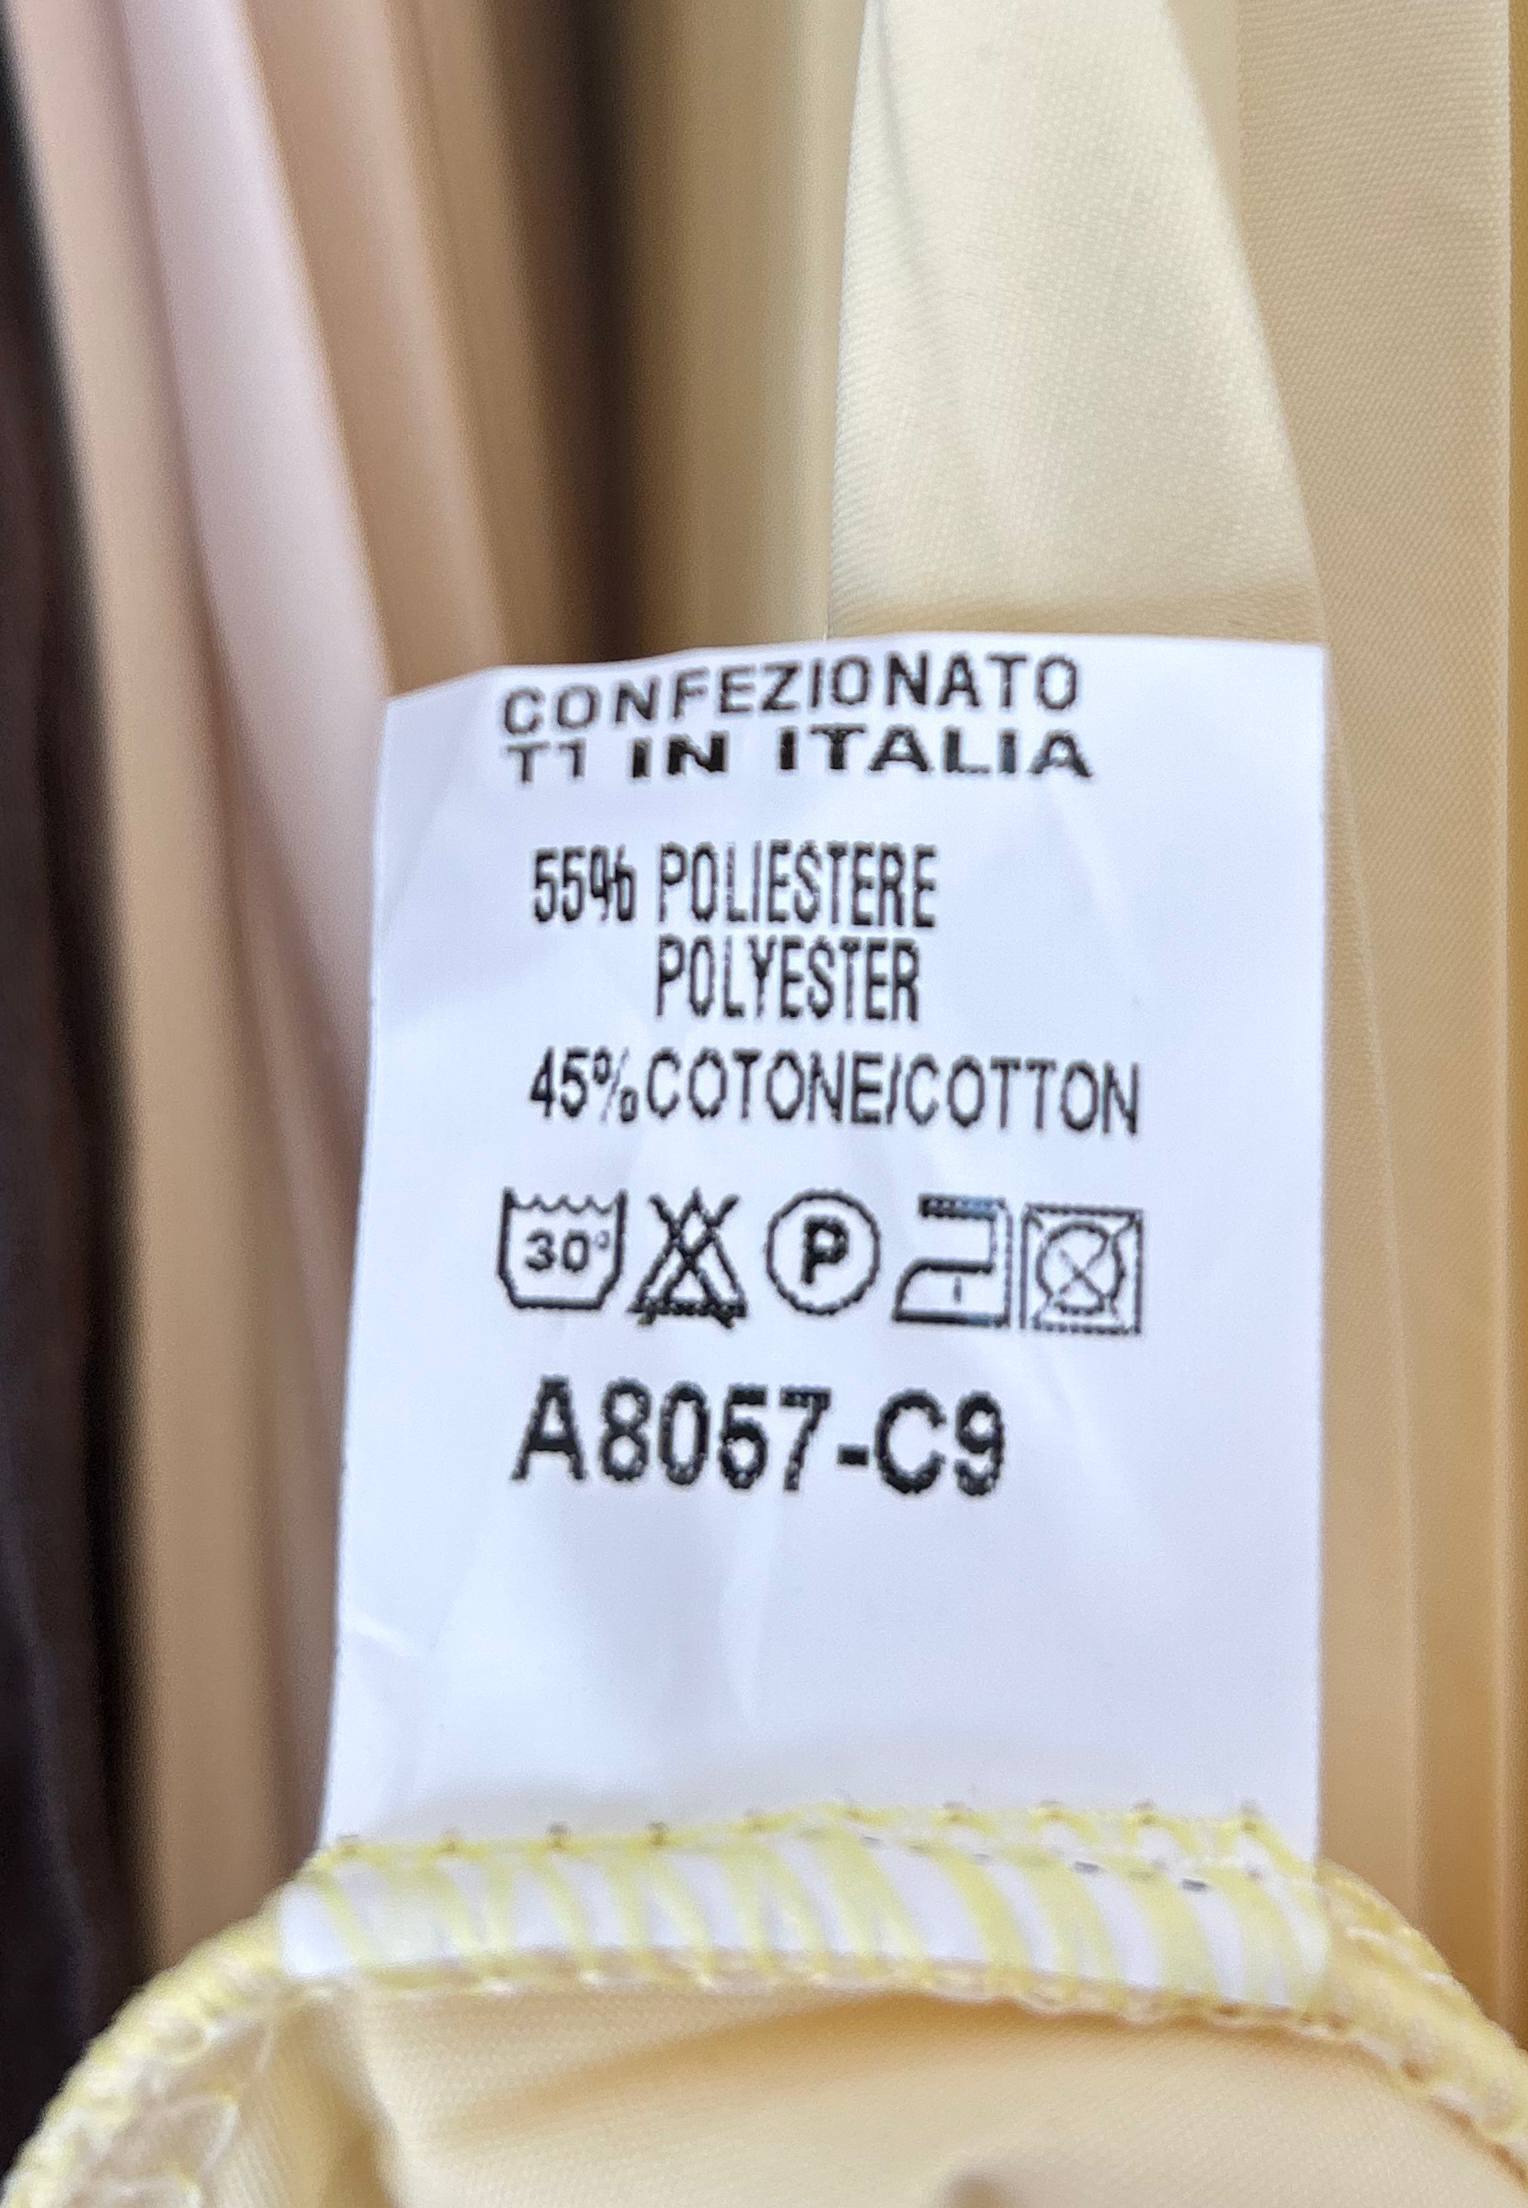 CONFEZIONATO
T1 IN ITALIA
55% POLIESTERE
POLYESTER
45% COTONE/COTTON
30°
P
A8057-C9